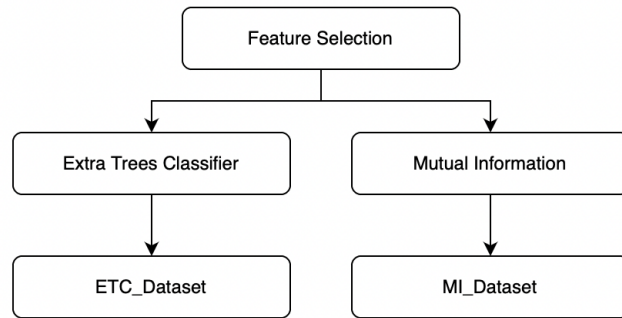 Feature Selection
Extra Trees Classifier
Mutual Information
ETC_Dataset
MI_Dataset